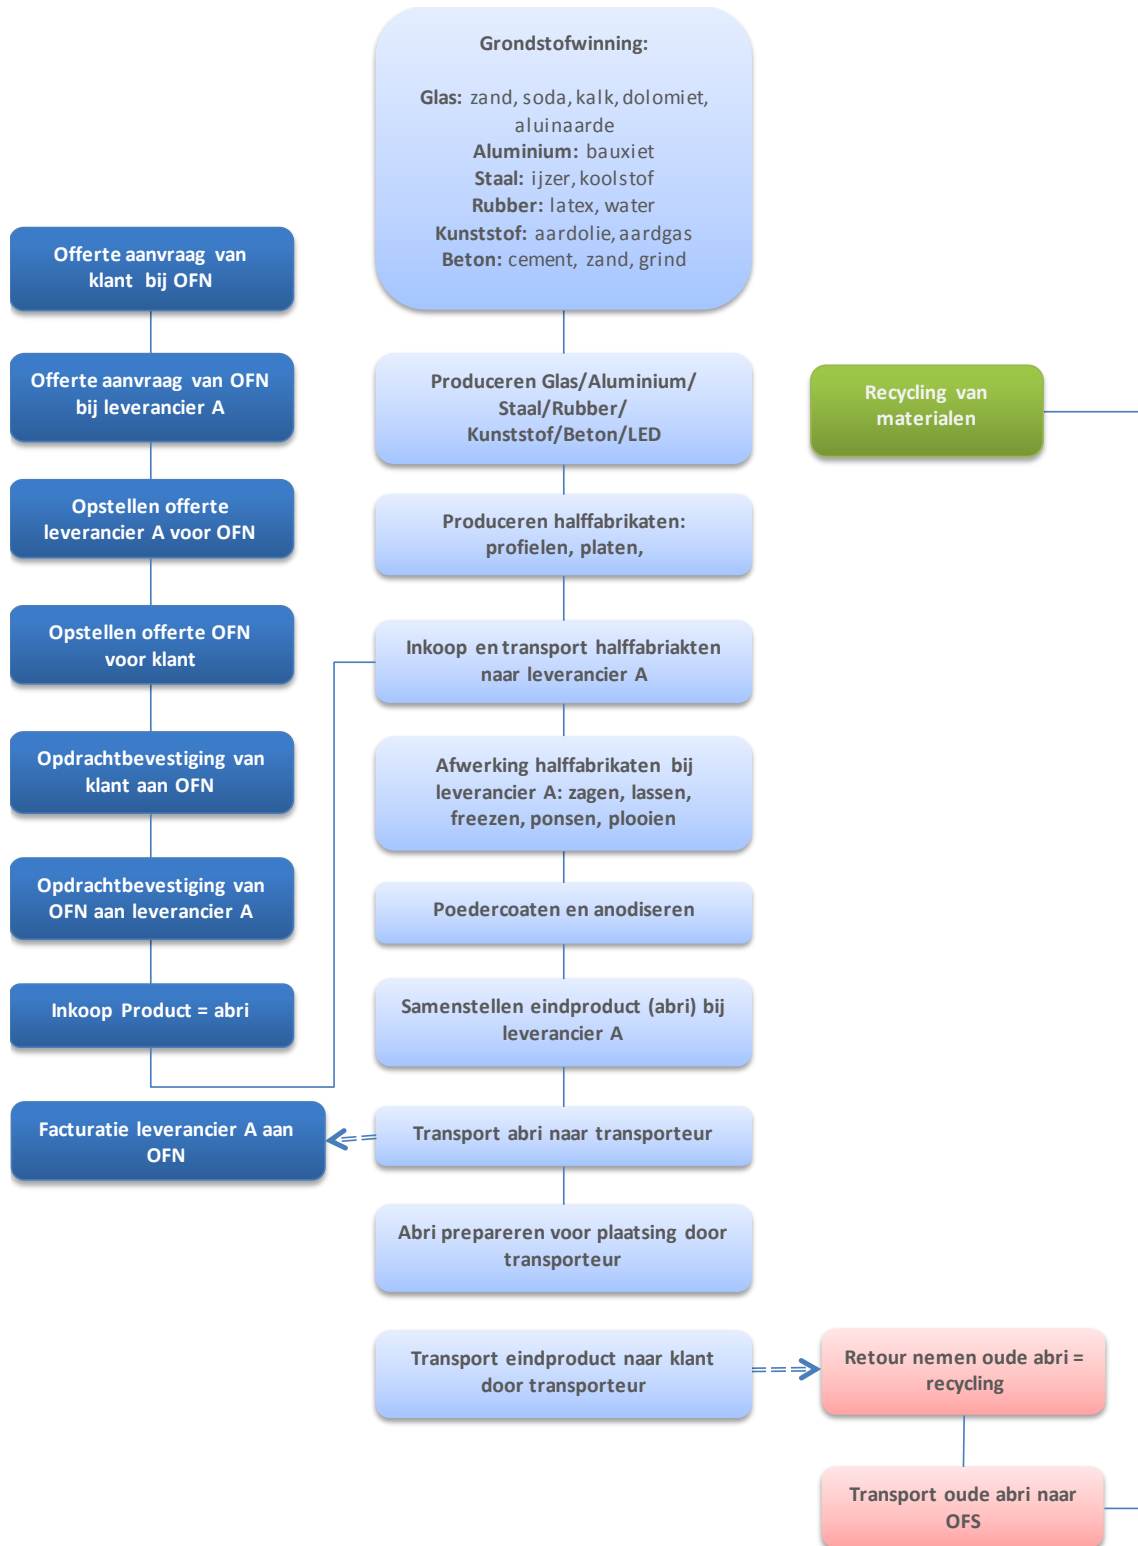 Grondstofwinning:
Glas: zand, soda, kalk, dolomiet,
aluinaarde
Aluminium: bauxiet
Staal: ijzer, koolstof
Rubber: latex, water
Kunststof: aardolie, aardgas
Beton: cement, zand, grind
Offerte aanvraag van
klant bij OFN
Offerte aanvraag van OFN
bij leverancier A
Opstellen offerte
leverancier A voor OFN
Opstellen offerte OFN
voor klant
Opdrachtbevestiging van
klant aan OFN
Opdrachtbevestiging van
OFN aan leverancier A
Inkoop Product = abri
Facturatie leverancier A aan
OFN
Produceren Glas/Aluminium/
Staal/Rubber/
Kunststof/Beton/LED
Produceren halffabrikaten:
profielen, platen,
Inkoop en transport halffabriakten
naar leverancier A
Afwerking halffabrikaten bij
leverancier A: zagen, lassen,
freezen, ponsen, plooien
Poedercoaten en anodiseren
Samenstellen eindproduct (abri) bij
leverancier A
Transport abri naar transporteur
Abri prepareren voor plaatsing door
transporteur
Transport eindproduct naar klant
door transporteur
Recycling van
materialen
Retour nemen oude abri =
recycling
Transport oude abri naar
OFS